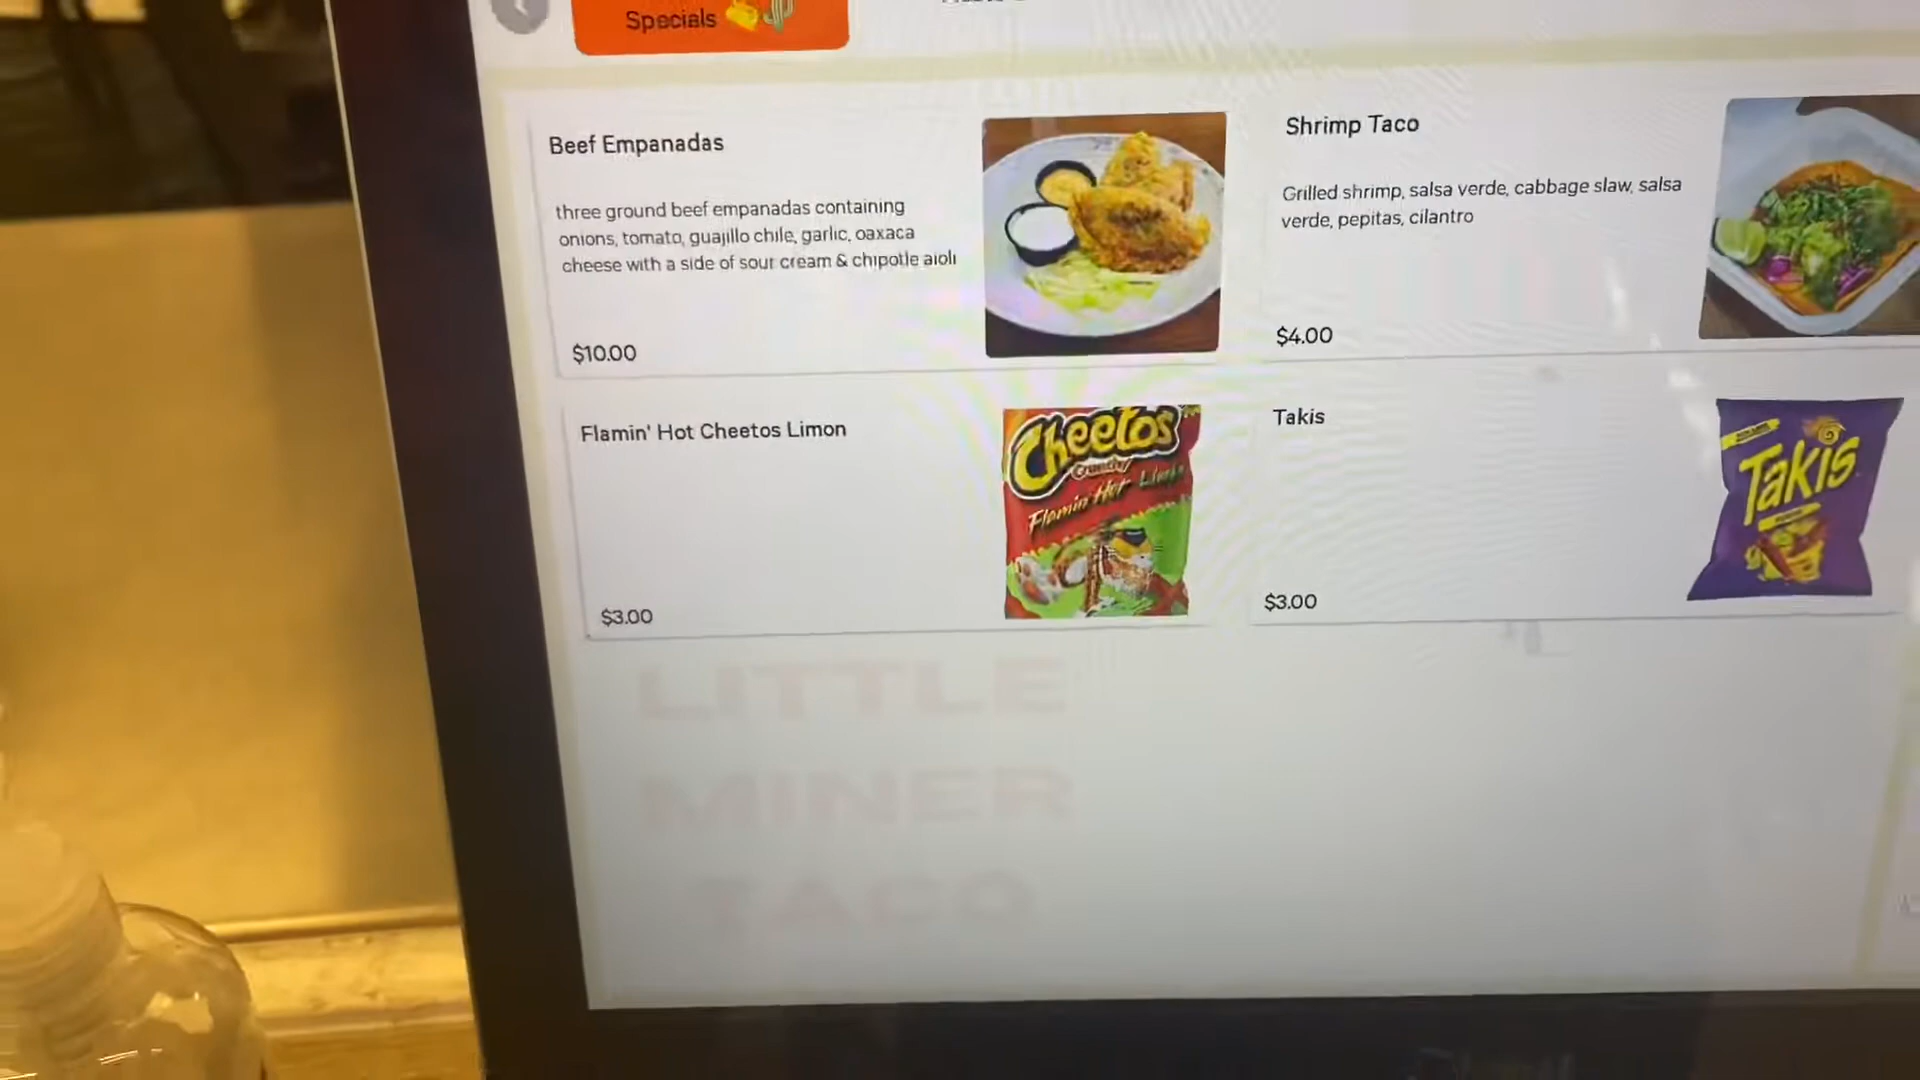 Specials
Beef Empanadas
three ground beef empanadas containing
onions, tomato, guajillo chile, garlic, oaxaca
cheese with a side of sour cream & chipotle aioli
$10.00
Shrimp Taco
Grilled shrimp, salsa verde, cabbage slaw, salsa
verde, pepitas, cilantro
$4.00
Flamin' Hot Cheetos Limon
Cheetos
Crunchy
Flamin' Hot Limón
$3.00
Takis
Takis
$3.00
LITTLE
MINER
TACO